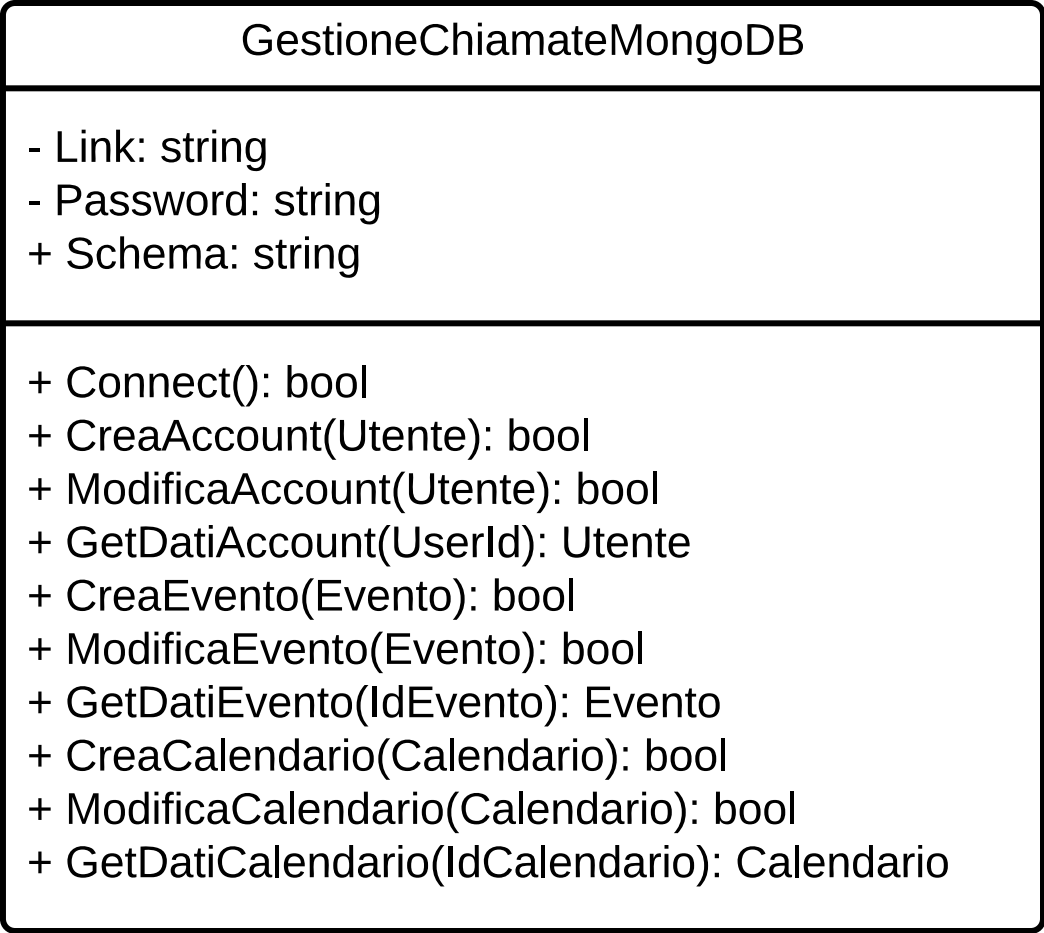 GestioneChiamateMongoDB
- Link: string
- Password: string
+ Schema: string
+ Connect(): bool
+ CreaAccount(Utente): bool
+ ModificaAccount(Utente): bool
+ GetDatiAccount(UserId): Utente
+ CreaEvento(Evento): bool
+ ModificaEvento(Evento): bool
+ GetDatiEvento(IdEvento): Evento
+ CreaCalendario(Calendario): bool
+ ModificaCalendario(Calendario): bool
+ GetDatiCalendario(IdCalendario): Calendario